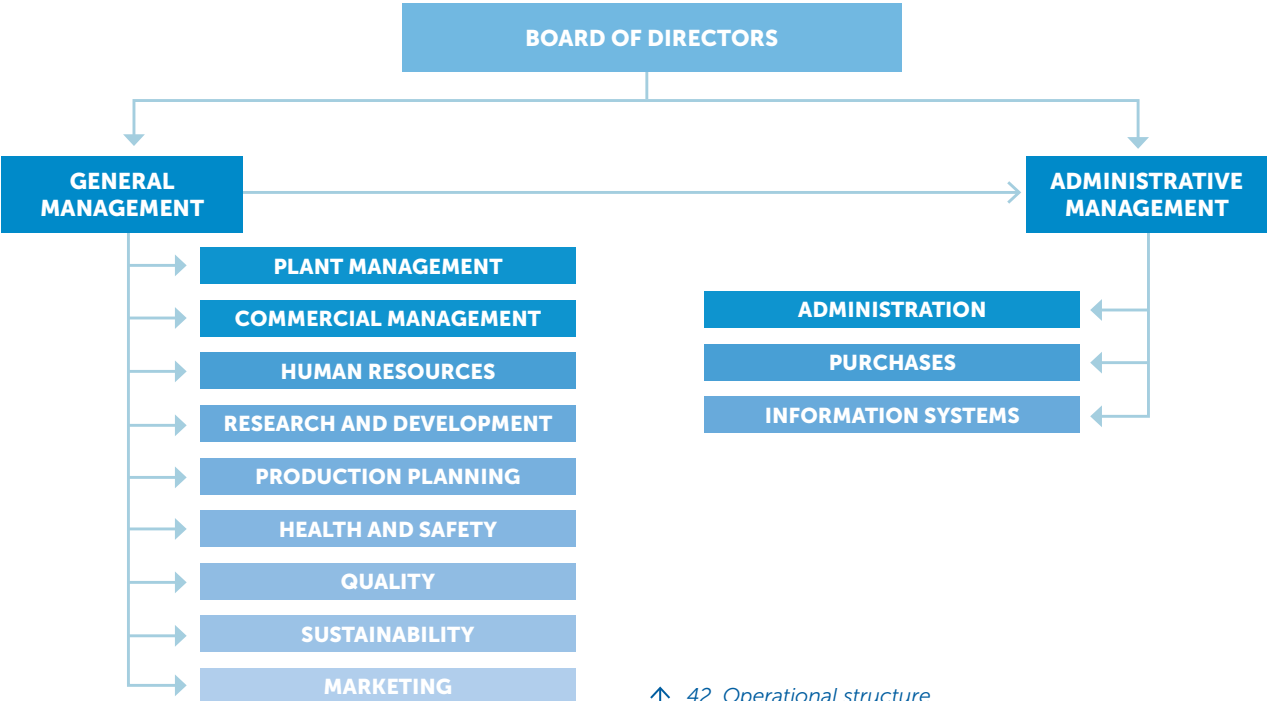 BOARD OF DIRECTORS
GENERAL
MANAGEMENT
ADMINISTRATIVE
MANAGEMENT
PLANT MANAGEMENT
COMMERCIAL MANAGEMENT
HUMAN RESOURCES
RESEARCH AND DEVELOPMENT
PRODUCTION PLANNING
HEALTH AND SAFETY
QUALITY
SUSTAINABILITY
MARKETING
ADMINISTRATION
PURCHASES
INFORMATION SYSTEMS
42 Operational structure